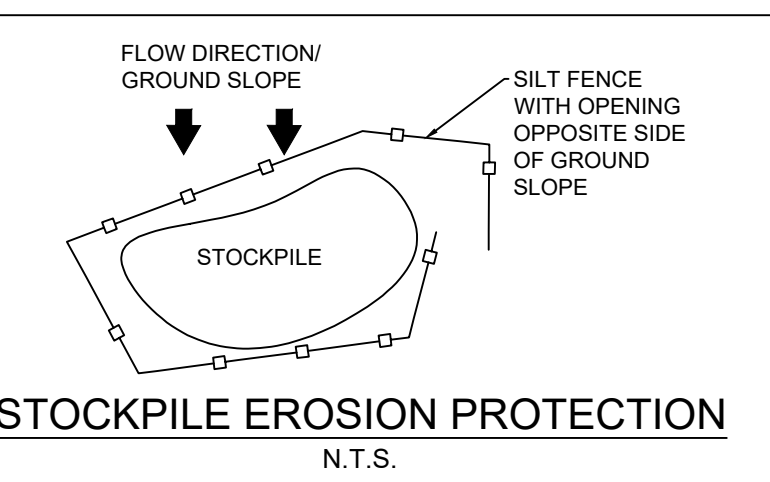 FLOW DIRECTION/
GROUND SLOPE
SILT FENCE
WITH OPENING
OPPOSITE SIDE
OF GROUND
SLOPE
STOCKPILE
STOCKPILE EROSION PROTECTION
N.T.S.